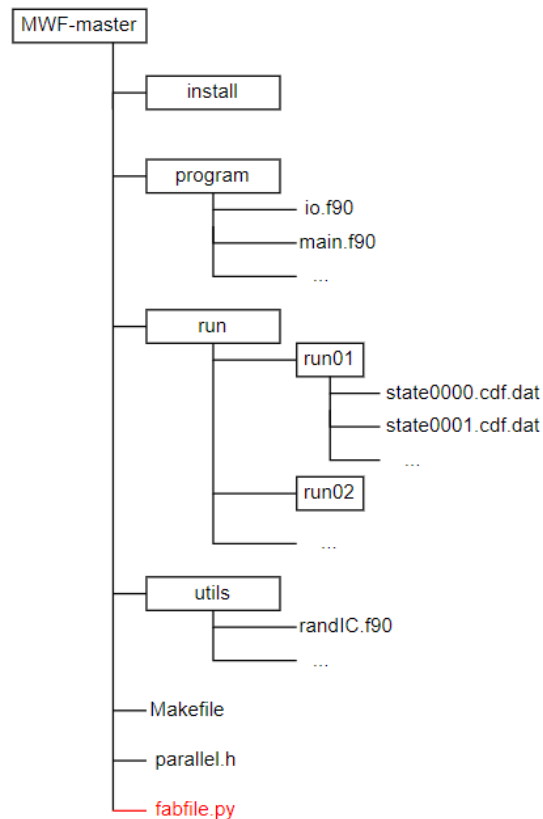 MWF-master
install
program
io.f90
main.f90
...
run
run01
state0000.cdf.dat
state0001.cdf.dat
...
run02
...
utils
randIC.f90
...
Makefile
parallel.h
fabfile.py